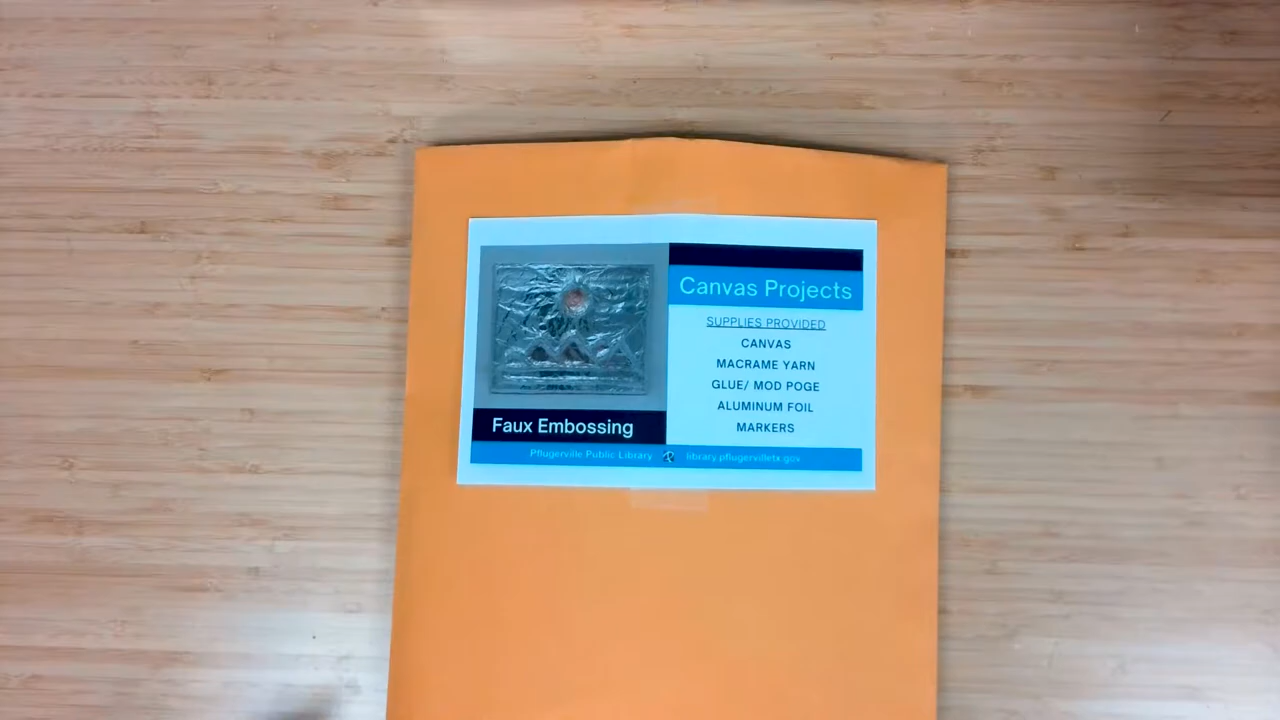 Canvas Projects
SUPPLIES PROVIDED
CANVAS
MACRAME YARN
GLUE/ MOD POGE
ALUMINUM FOIL
MARKERS
Faux Embossing
Pflugerville Public Library library.pflugervilletx.gov